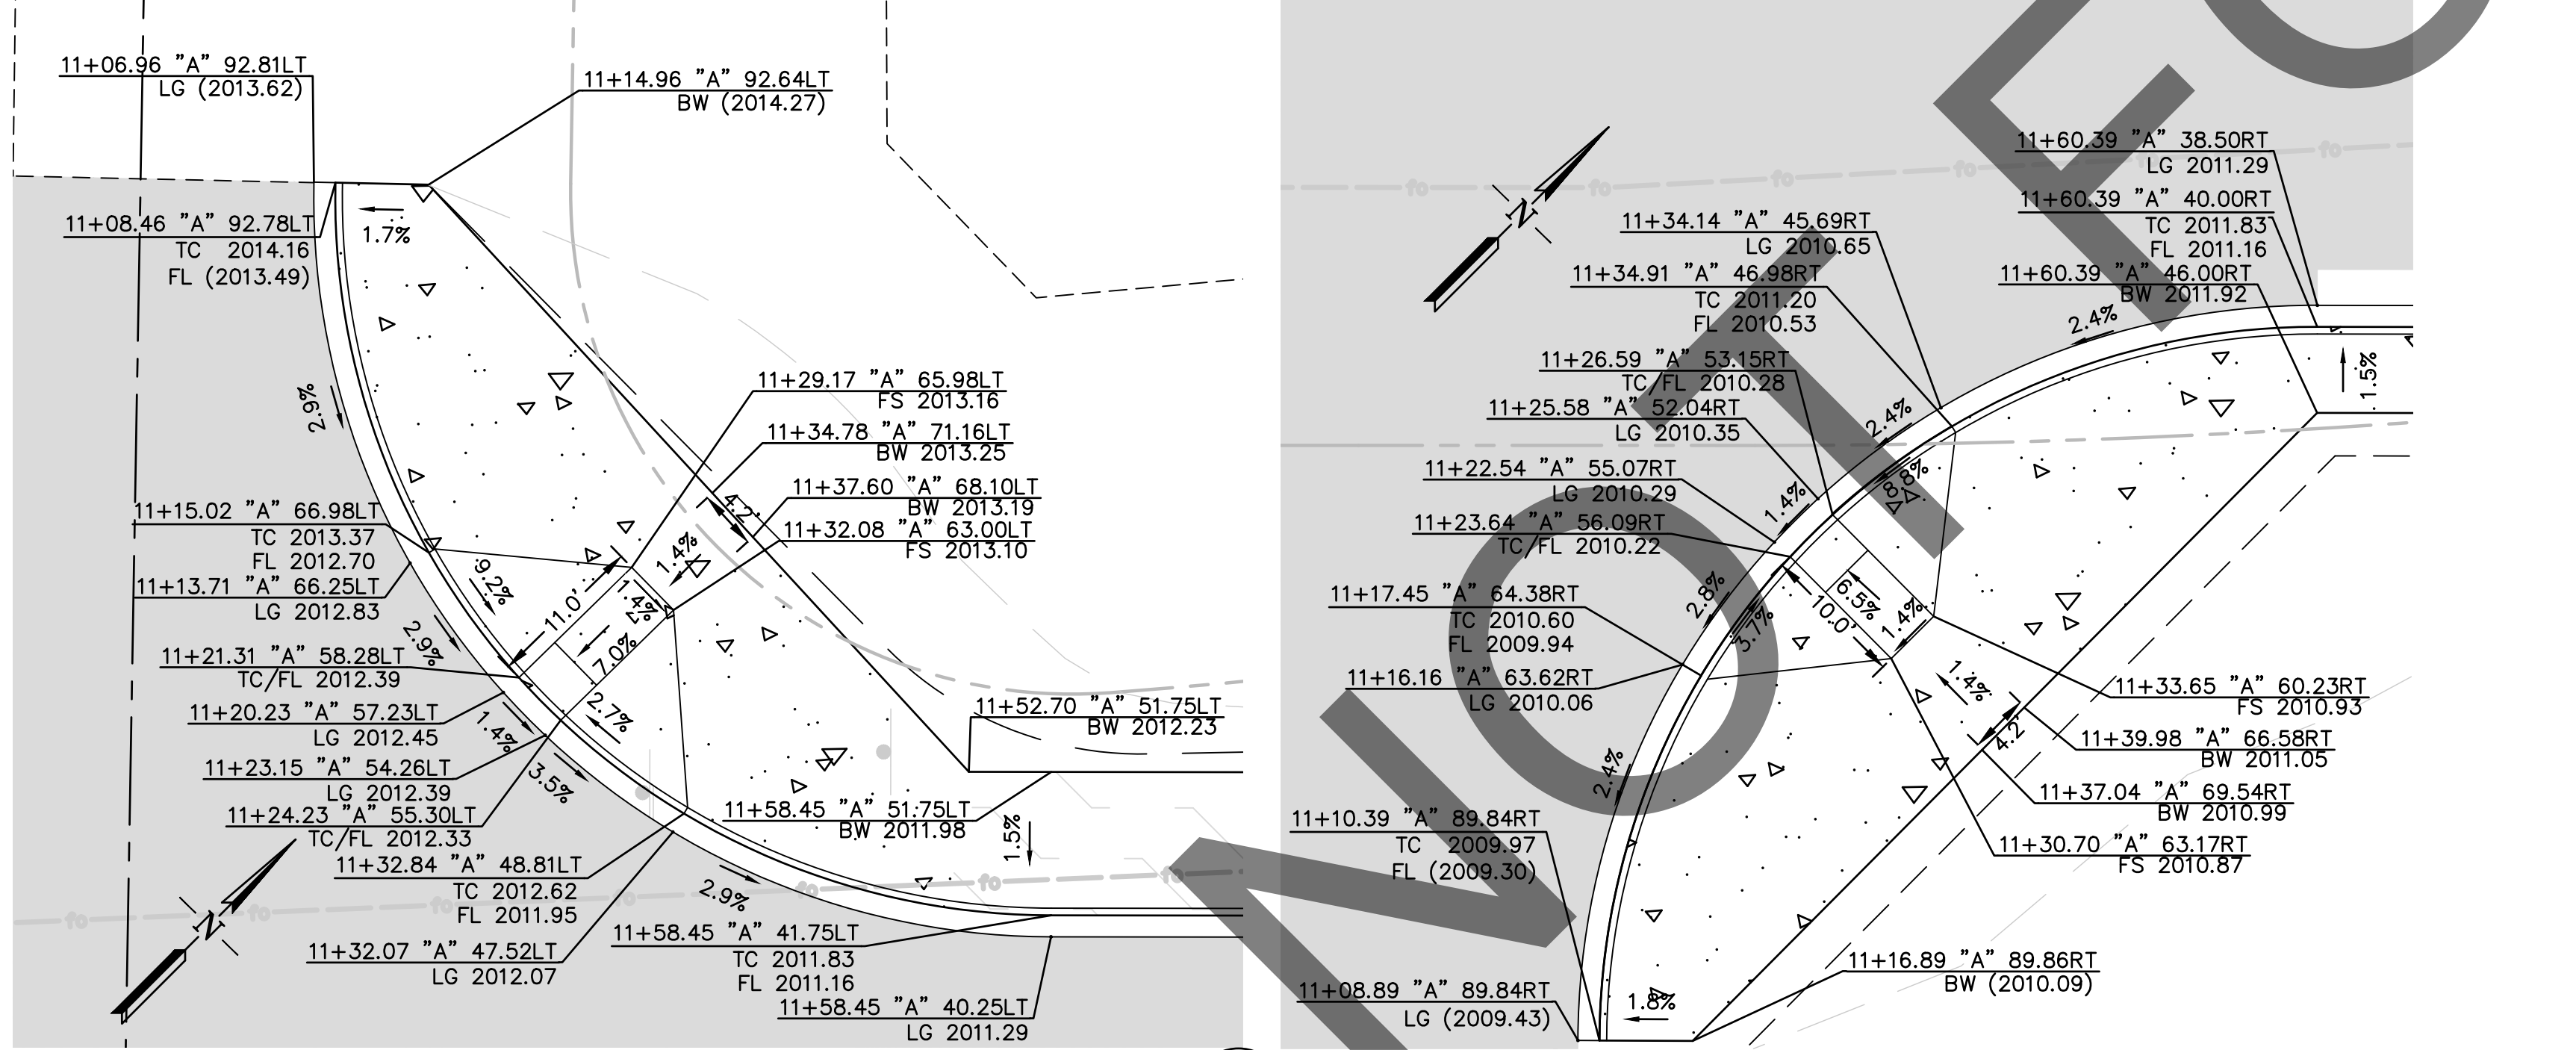 11+06.96 "A" 92.81LT
LG (2013.62)
11+14.96 "A" 92.64LT
BW (2014.27)
11+08.46 "A" 92.78LT
TC 2014.16
FL (2013.49)
1.7%
2.9%
11+29.17 "A" 65.98LT
FS 2013.16
11+34.78 "A" 71.16LT
BW 2013.25
11+37.60 "A" 68.10LT
BW 2013.19
11+32.08 "A" 63.00LT
FS 2013.10
4.2'
11+15.02 "A" 66.98LT
TC 2013.37
FL 2012.70
11+13.71 "A" 66.25LT
LG 2012.83
9.2%
11.0'
1.4%
1.4%
7.0%
2.9%
11+21.31 "A" 58.28LT
TC/FL 2012.39
11+20.23 "A" 57.23LT
LG 2012.45
1.4%
2.7%
11+23.15 "A" 54.26LT
LG 2012.39
3.5%
11+24.23 "A" 55.30LT
TC/FL 2012.33
11+52.70 "A" 51.75LT
BW 2012.23
11+58.45 "A" 51.75LT
BW 2011.98
1.5%
11+32.84 "A" 48.81LT
TC 2012.62
FL 2011.95
2.9%
11+32.07 "A" 47.52LT
LG 2012.07
11+58.45 "A" 41.75LT
TC 2011.83
FL 2011.16
11+58.45 "A" 40.25LT
LG 2011.29
N
fo fo fo fo fo fo fo
11+60.39 "A" 38.50RT
LG 2011.29
11+60.39 "A" 40.00RT
TC 2011.83
FL 2011.16
11+60.39 "A" 46.00RT
BW 2011.92
fo fo fo fo fo
N
11+34.14 "A" 45.69RT
LG 2010.65
11+34.91 "A" 46.98RT
TC 2011.20
FL 2010.53
2.4%
11+26.59 "A" 53.15RT
TC/FL 2010.28
11+25.58 "A" 52.04RT
LG 2010.35
1.5%
2.4%
8.8%
11+22.54 "A" 55.07RT
LG 2010.29
1.4%
11+23.64 "A" 56.09RT
TC/FL 2010.22
11+17.45 "A" 64.38RT
TC 2010.60
FL 2009.94
2.8%
3.7%
10.0'
6.5%
1.4%
11+16.16 "A" 63.62RT
LG 2010.06
1.4%
4.2'
11+33.65 "A" 60.23RT
FS 2010.93
11+39.98 "A" 66.58RT
BW 2011.05
11+37.04 "A" 69.54RT
BW 2010.99
11+30.70 "A" 63.17RT
FS 2010.87
2.4%
11+10.39 "A" 89.84RT
TC 2009.97
FL (2009.30)
11+16.89 "A" 89.86RT
BW (2010.09)
11+08.89 "A" 89.84RT
LG (2009.43)
1.8%
NOT